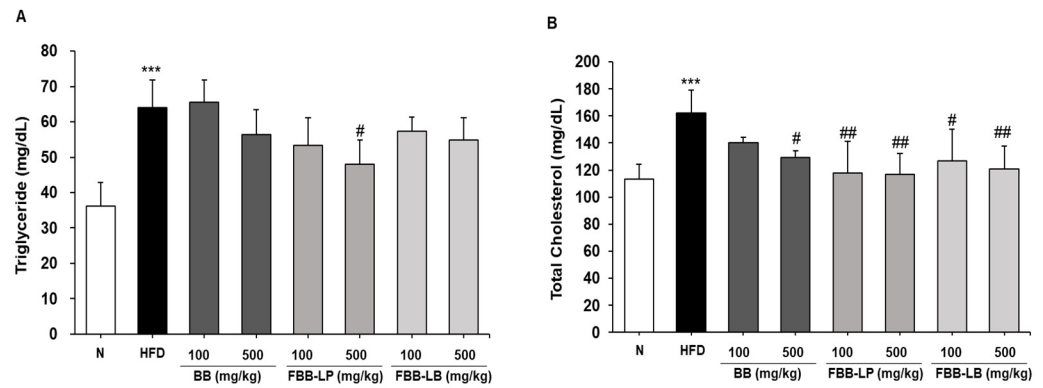 A
Triglyceride (mg/dL)
80
70
60
50
40
30
20
10
0
***
#
N HFD 100 500 100 500 100 500
BB (mg/kg) FBB-LP (mg/kg) FBB-LB (mg/kg)
B
Total Cholesterol (mg/dL)
200
180
160
140
120
100
80
60
40
20
0
***
# ## ## # ##
N HFD 100 500 100 500 100 500
BB (mg/kg) FBB-LP (mg/kg) FBB-LB (mg/kg)